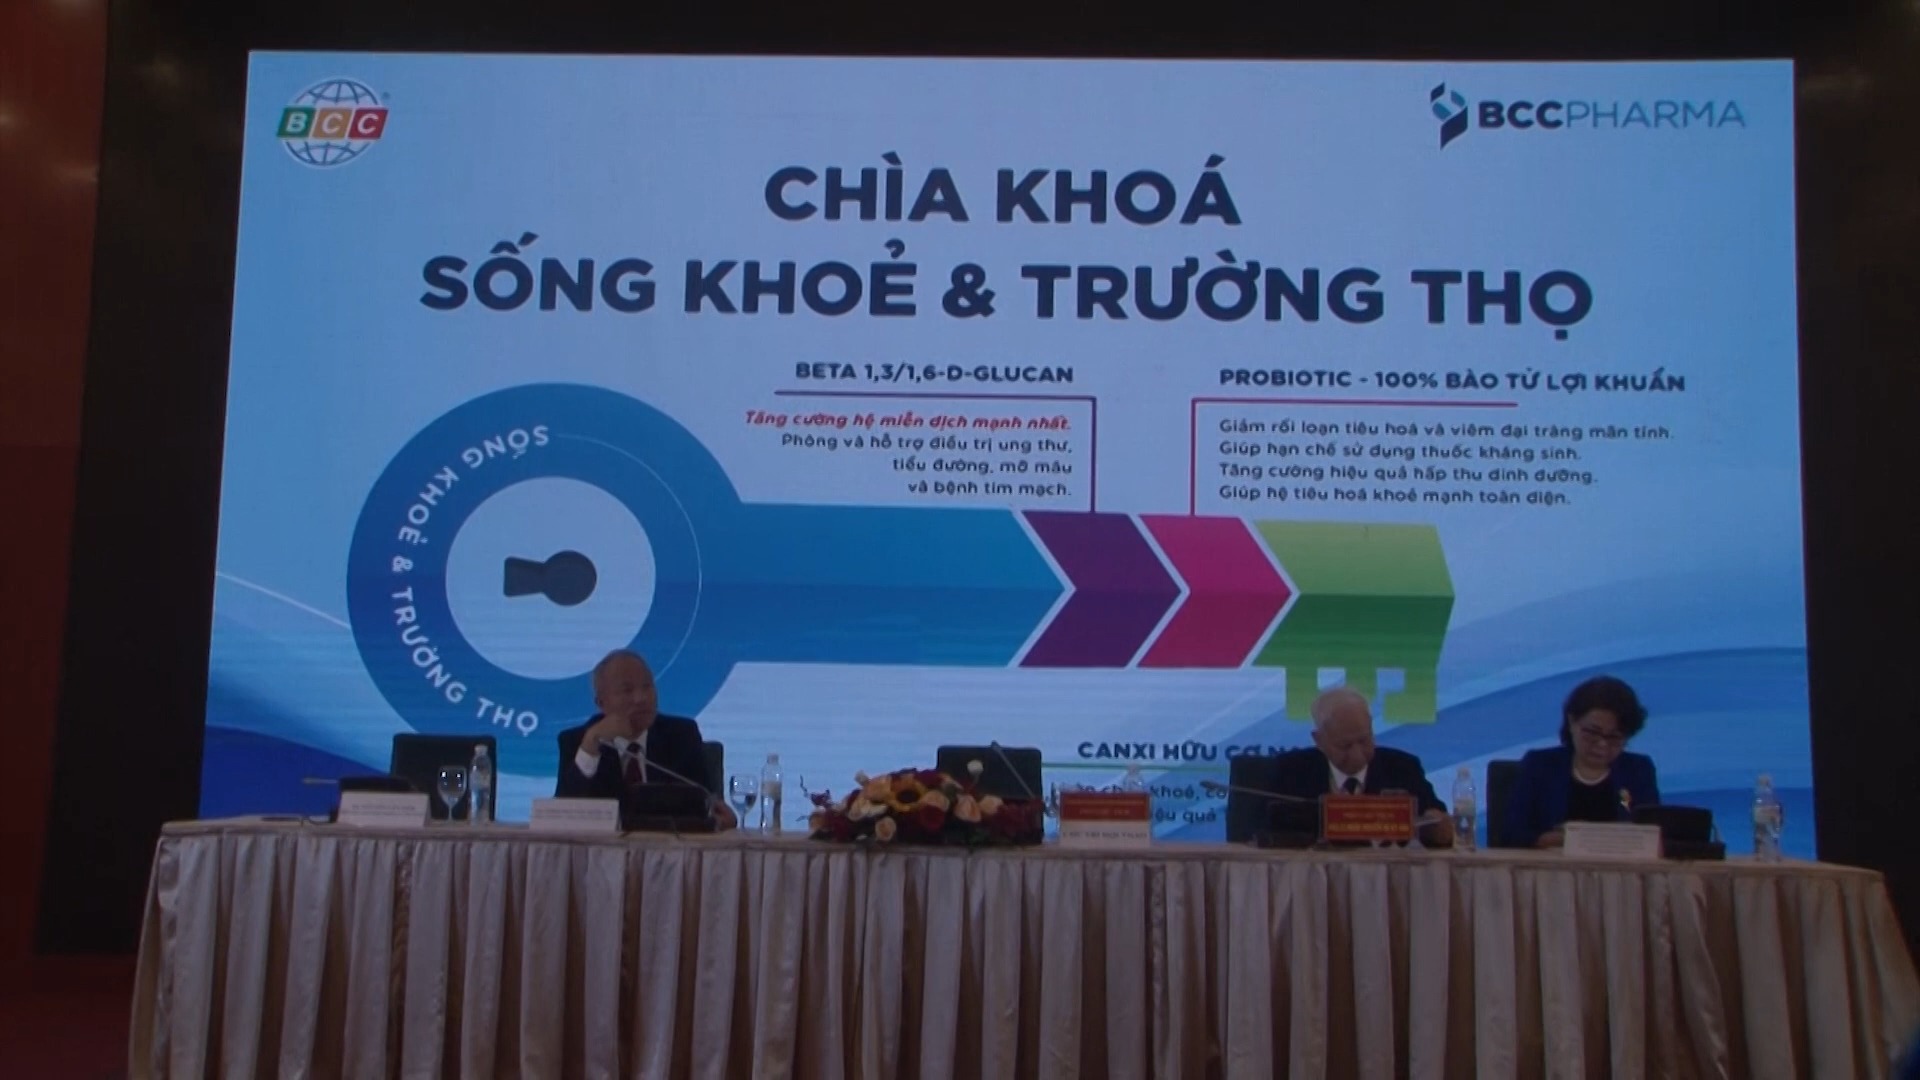 BCC
BCCPHARMA
CHÌA KHOÁ
SỐNG KHOẺ & TRƯỜNG THỌ
BETA 1,3/1,6-D-GLUCAN
Tăng cường hệ miễn dịch mạnh nhất.
Phòng và hỗ trợ điều trị ung thư,
tiểu đường, mỡ máu
và bệnh tim mạch.
PROBIOTIC - 100% BÀO TỬ LỢI KHUẨN
Giảm rối loạn tiêu hoá và viêm đại tràng mãn tính.
Giúp hạn chế sử dụng thuốc kháng sinh.
Tăng cường hiệu quả hấp thu dinh dưỡng.
Giúp hệ tiêu hoá khoẻ mạnh toàn diện.
SỐNG KHOẺ & TRƯỜNG THỌ
CANXI HỮU CƠ
khoẻ,
quả